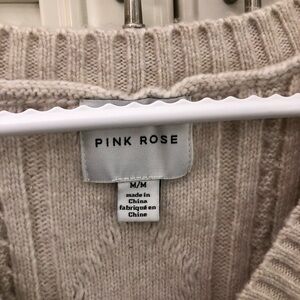 PINK ROSE
M/M
made in
China
fabriqué en
Chine